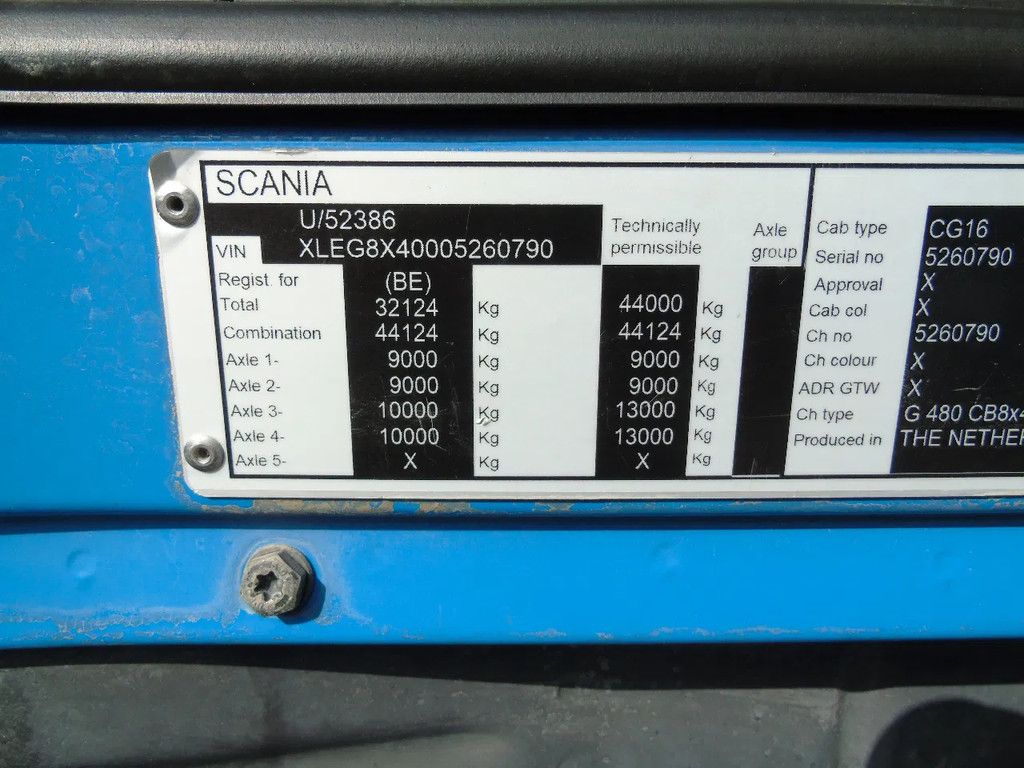 SCANIA
U/52386
VIN XLEG8X40005260790
Technically permissible
Axle group
Regist. for (BE)
Total 32124 Kg 44000 Kg
Combination 44124 Kg 44124 Kg
Axle 1- 9000 Kg 9000 Kg
Axle 2- 9000 Kg 9000 Kg
Axle 3- 10000 Kg 13000 Kg
Axle 4- 10000 Kg 13000 Kg
Axle 5- X Kg X Kg
Cab type CG16
Serial no 5260790
Approval X
Cab col X
Ch no 5260790
Ch colour X
ADR GTW X
Ch type G 480 CB8x4
Produced in THE NETHER